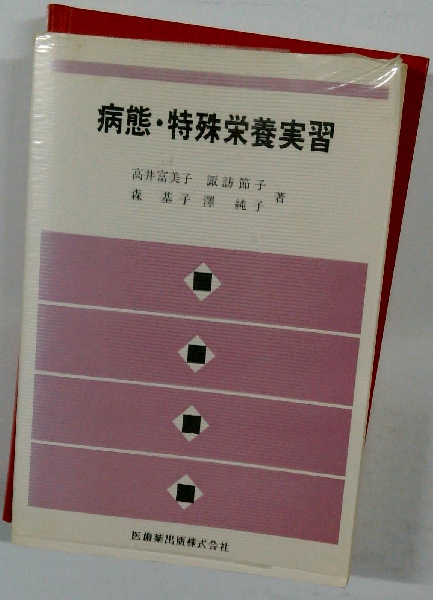 病態・特殊栄養実習
高井富美子 諏訪節子
森 基子 澤 純子 著
医歯薬出版株式会社